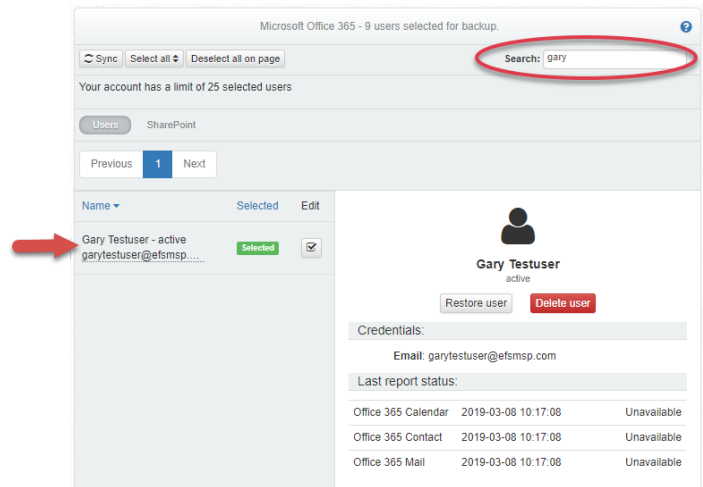 Microsoft Office 365 - 9 users selected for backup.
?
Sync Select all Deselect all on page Search: gary
Your account has a limit of 25 selected users
Users SharePoint
Previous 1 Next
Name Selected Edit
Gary Testuser - active Selected
garytestuser@efsmsp....
Gary Testuser
active
Restore user Delete user
Credentials:
Email: garytestuser@efsmsp.com
Last report status:
Office 365 Calendar 2019-03-08 10:17:08 Unavailable
Office 365 Contact 2019-03-08 10:17:08 Unavailable
Office 365 Mail 2019-03-08 10:17:08 Unavailable